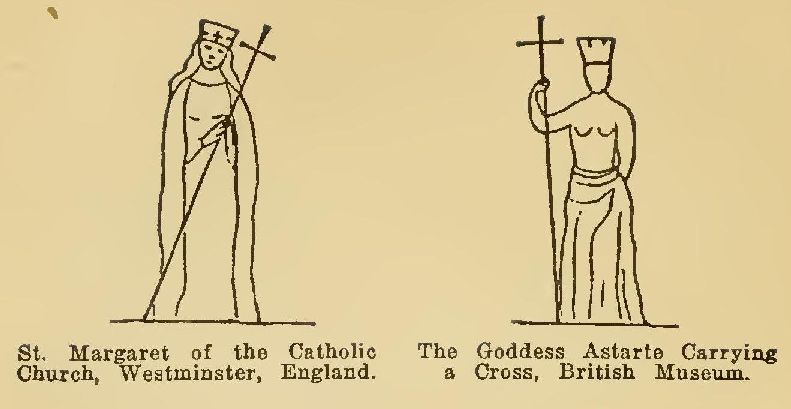 St. Margaret of the Catholic
Church, Westminster, England.
The Goddess Astarte Carrying
a Cross, British Museum.